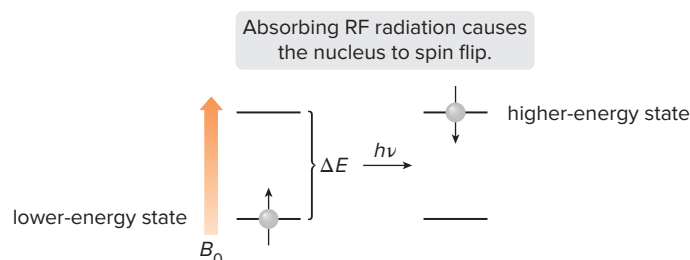 Absorbing RF radiation causes
the nucleus to spin flip.
higher-energy state
ΔE
hν
lower-energy state
B₀